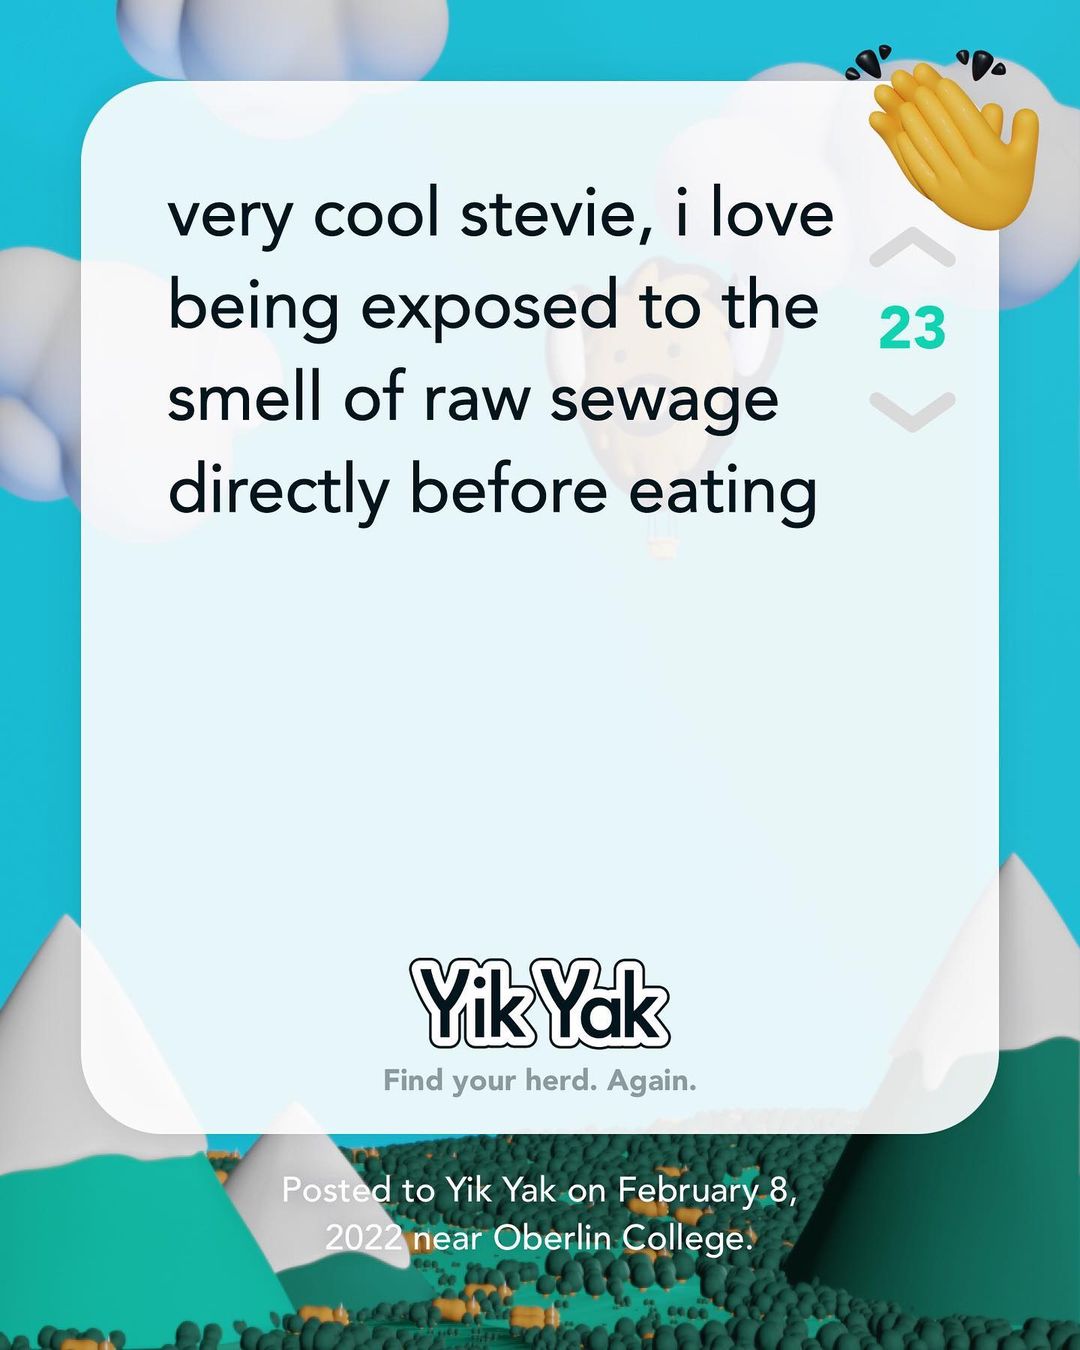 very cool stevie, i love
being exposed to the
smell of raw sewage
directly before eating
23
Yik Yak
Find your herd. Again.
Posted to Yik Yak on February 8,
2022 near Oberlin College.